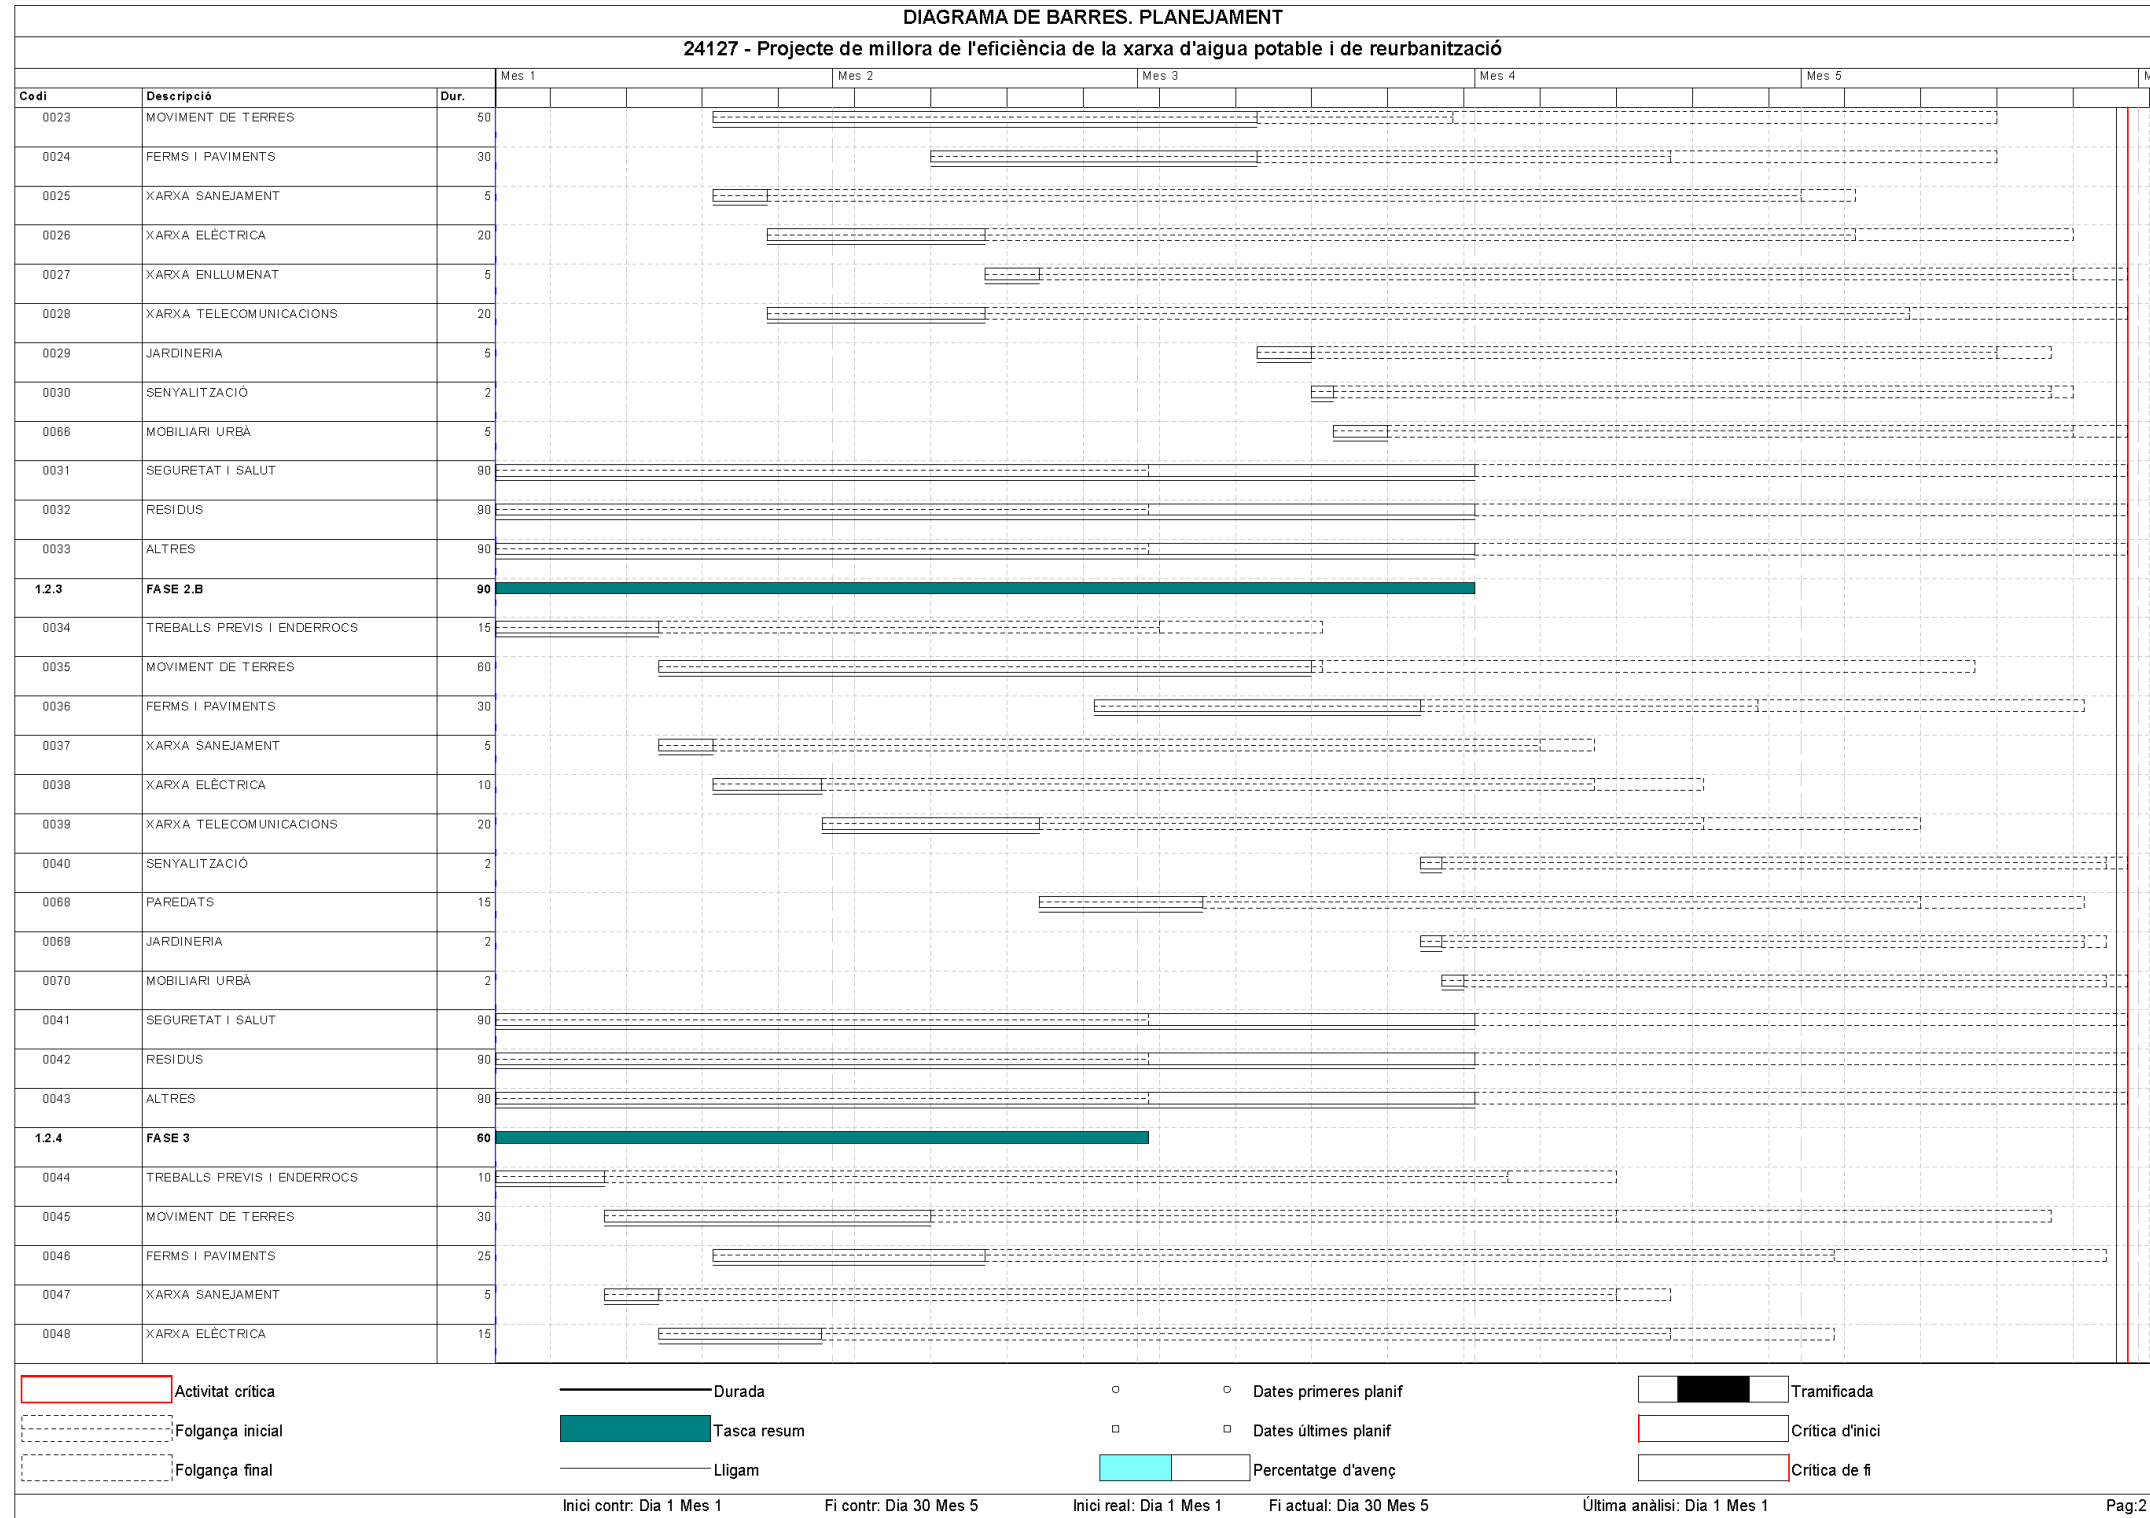 DIAGRAMA DE BARRES. PLANEJAMENT
24127 - Projecte de millora de l'eficiència de la xarxa d'aigua potable i de reurbanització
Mes 1 Mes 2 Mes 3 Mes 4 Mes 5 M
Codi Descripció Dur.
0023 MOVIMENT DE TERRES 50
0024 FERMS I PAVIMENTS 30
0025 XARXA SANEJAMENT 5
0026 XARXA ELÈCTRICA 20
0027 XARXA ENLLUMENAT 5
0028 XARXA TELECOMUNICACIONS 20
0029 JARDINERIA 5
0030 SENYALITZACIÓ 2
0066 MOBILIARI URBÀ 5
0031 SEGURETAT I SALUT 90
0032 RESIDUS 90
0033 ALTRES 90
1.2.3 FASE 2.B 90
0034 TREBALLS PREVIS I ENDERROCS 15
0035 MOVIMENT DE TERRES 60
0036 FERMS I PAVIMENTS 30
0037 XARXA SANEJAMENT 5
0038 XARXA ELÈCTRICA 10
0039 XARXA TELECOMUNICACIONS 20
0040 SENYALITZACIÓ 2
0068 PAREDATS 15
0069 JARDINERIA 2
0070 MOBILIARI URBÀ 2
0041 SEGURETAT I SALUT 90
0042 RESIDUS 90
0043 ALTRES 90
1.2.4 FASE 3 60
0044 TREBALLS PREVIS I ENDERROCS 10
0045 MOVIMENT DE TERRES 30
0046 FERMS I PAVIMENTS 25
0047 XARXA SANEJAMENT 5
0048 XARXA ELÈCTRICA 15
Activitat crítica Durada Dates primeres planif Tramificada
Folgança inicial Tasca resum Dates últimes planif Crítica d'inici
Folgança final Lligam Percentatge d'avenç Crítica de fi
Inici contr: Dia 1 Mes 1 Fi contr: Dia 30 Mes 5 Inici real: Dia 1 Mes 1 Fi actual: Dia 30 Mes 5 Última anàlisi: Dia 1 Mes 1 Pag:2